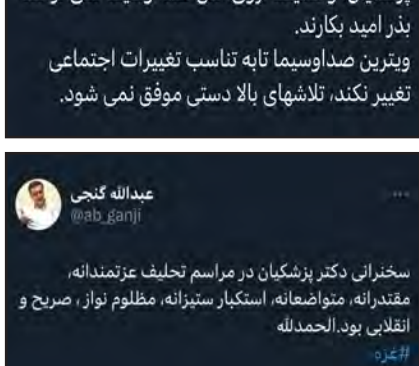 بذر امید بکارند.
ویترین صداوسیما تابه تناسب تغییرات اجتماعی
تغییر نکند، تلاشهای بالا دستی موفق نمی شود.
عبدالله گنجی
@ab_ganji
سخنرانی دکتر پزشکیان در مراسم تحلیف عزتمندانه،
مقتدرانه، متواضعانه، استکبار ستیزانه، مظلوم نواز ، صریح و
انقلابی بود.الحمدلله
#غزه